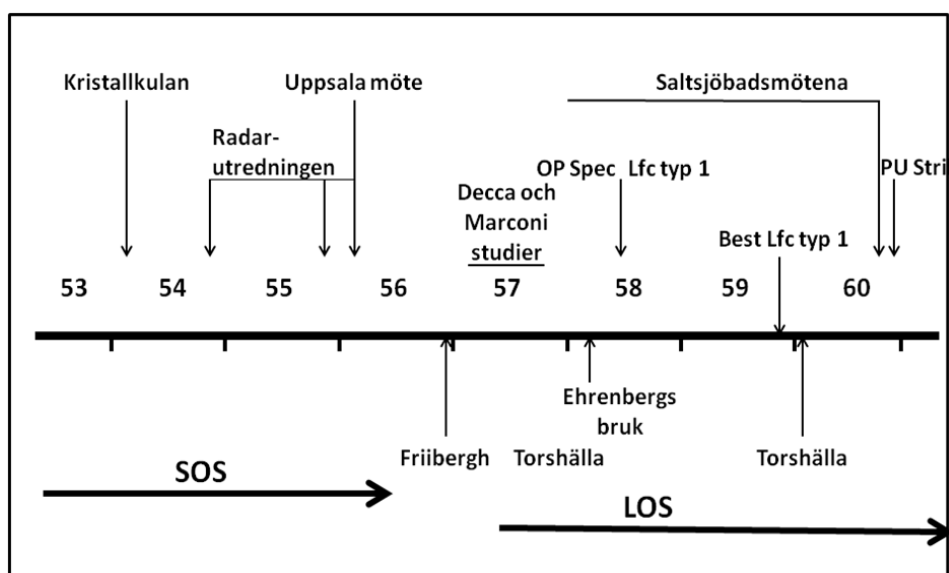 Kristallkulan
Uppsala möte
Saltsjöbadsmötena
Radar-
utredningen
OP Spec Lfc typ 1
PU Stri
Decca och
Marconi
studier
Best Lfc typ 1
53 54 55 56 57 58 59 60
Ehrenbergs
bruk
Friibergh
Torshälla
Torshälla
SOS
LOS